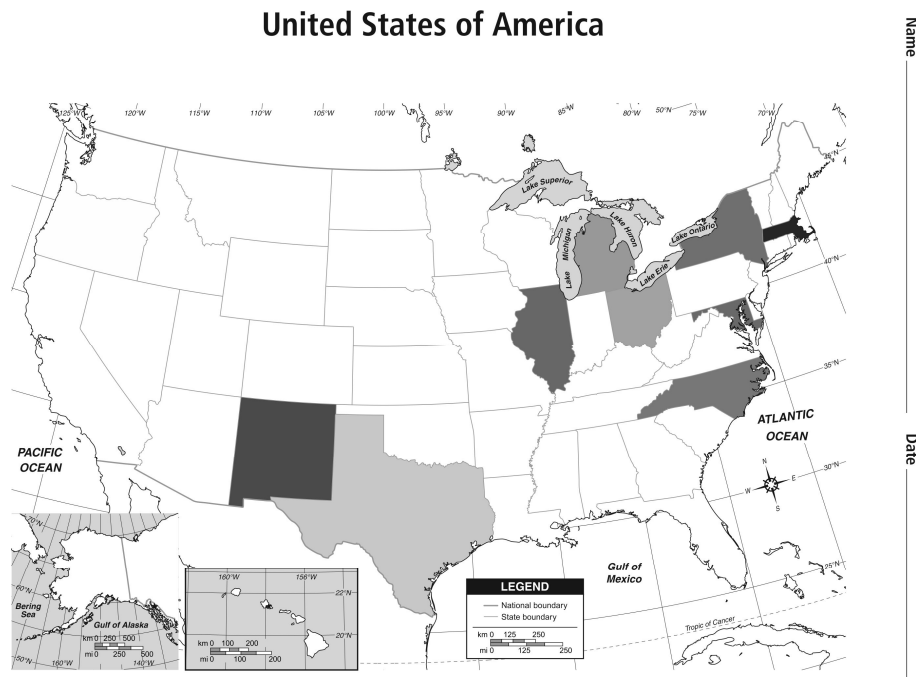 United States of America
Name
Date
125°W
120°W
115°W
110°W
105°W
100°W
95°W
90°W
85°W
80°W
50°N
75°W
70°W
45°N
Lake Superior
Lake Huron
Lake Michigan
Lake Ontario
Lake Erie
40°N
35°N
ATLANTIC
OCEAN
PACIFIC
OCEAN
N
W
E
S
30°N
Gulf of
Mexico
25°N
Tropic of Cancer
70°N
60°N
Bering
Sea
Gulf of Alaska
km 0 250 500
mi 0 250 500
50°N
160°W
140°W
160°W
156°W
22°N
20°N
km 0 100 200
mi 0 100 200
LEGEND
National boundary
State boundary
km 0 125 250
mi 0 125 250